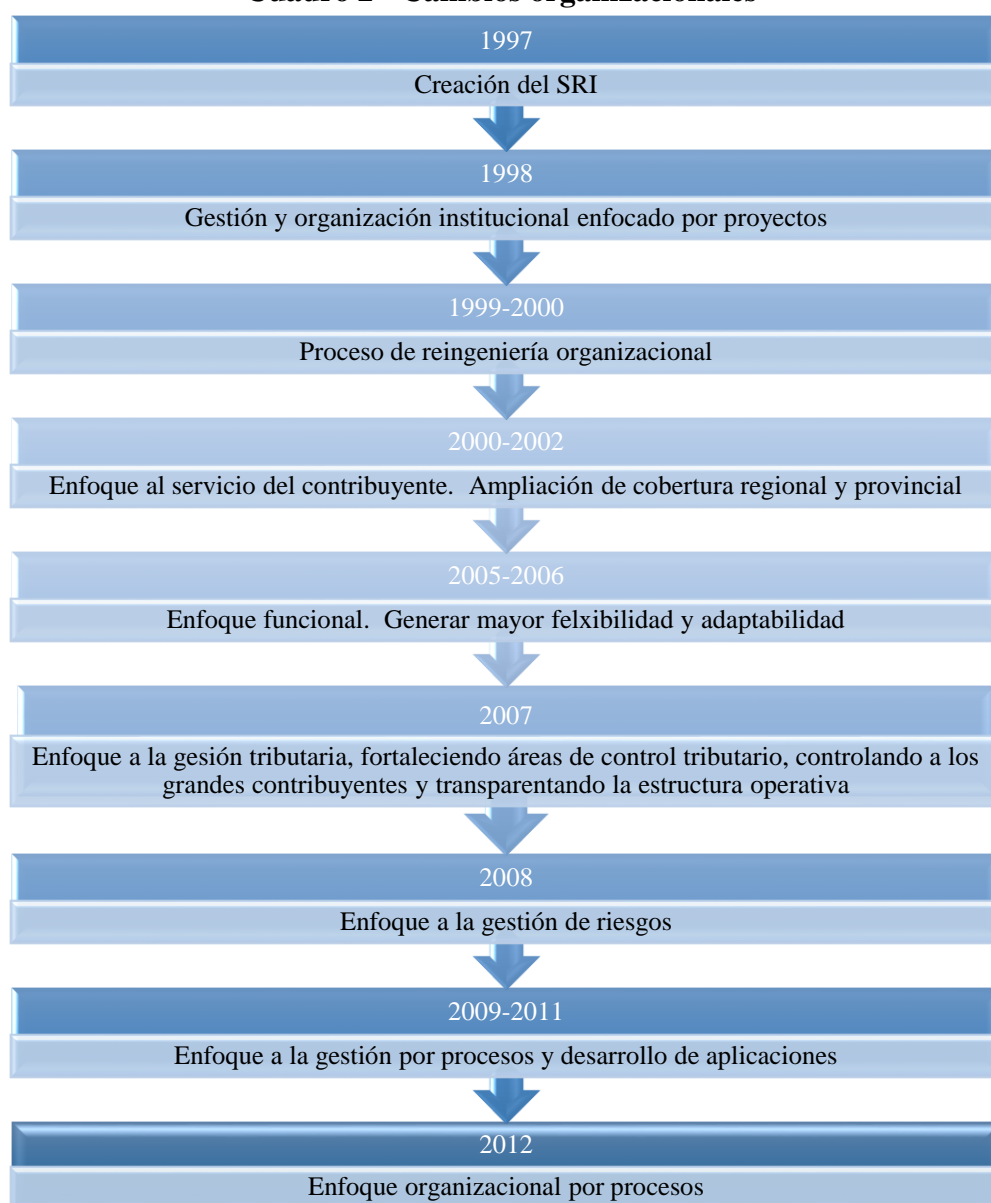 1997
Creación del SRI
1998
Gestión y organización institucional enfocado por proyectos
1999-2000
Proceso de reingeniería organizacional
2000-2002
Enfoque al servicio del contribuyente. Ampliación de cobertura regional y provincial
2005-2006
Enfoque funcional. Generar mayor felxibilidad y adaptabilidad
2007
Enfoque a la gesión tributaria, fortaleciendo áreas de control tributario, controlando a los
grandes contribuyentes y transparentando la estructura operativa
2008
Enfoque a la gestión de riesgos
2009-2011
Enfoque a la gestión por procesos y desarrollo de aplicaciones
2012
Enfoque organizacional por procesos